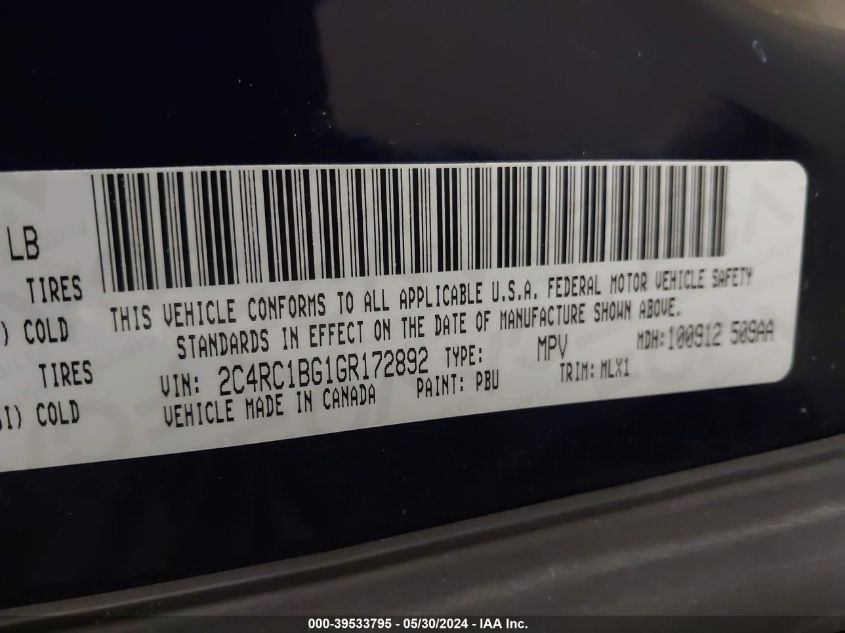 LB
TIRES
) COLD
TIRES
SI) COLD
THIS VEHICLE CONFORMS TO ALL APPLICABLE U.S.A. FEDERAL MOTOR VEHICLE SAFETY
STANDARDS IN EFFECT ON THE DATE OF MANUFACTURE SHOWN ABOVE.
VIN: 2C4RC1BG1GR172892 TYPE: MPV MDH:100912 509AA
VEHICLE MADE IN CANADA PAINT: PBU TRIM: MLX1
000-39533795 - 05/30/2024 - IAA Inc.